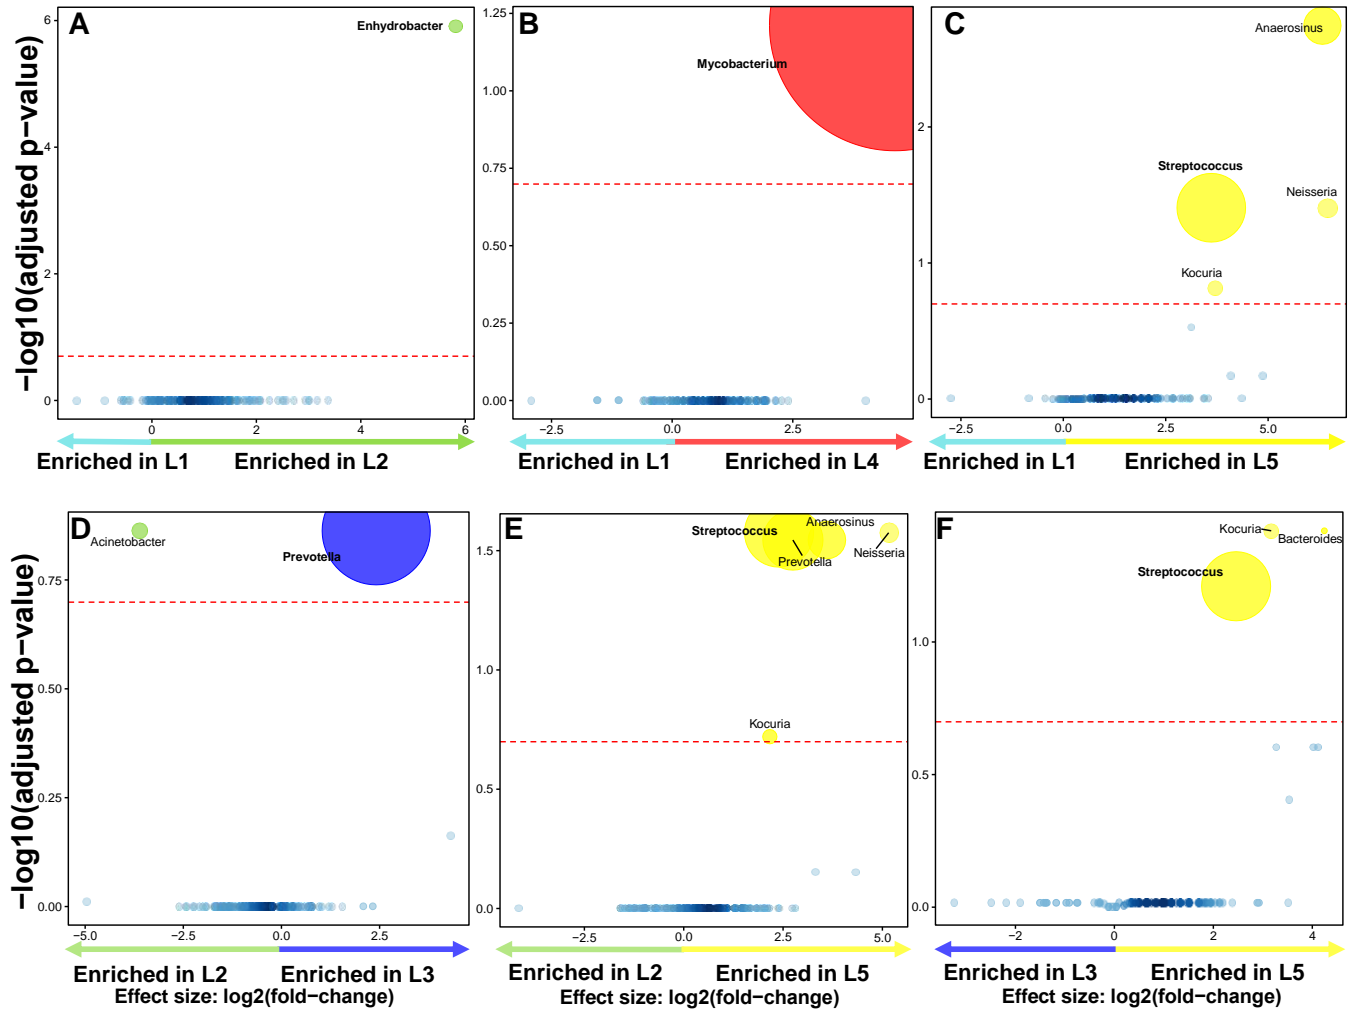 A
Enhydrobacter
−log10(adjusted p−value)
6
4
2
0
0
2
4
6
Enriched in L1
Enriched in L2
B
Mycobacterium
1.25
1.00
0.75
0.50
0.25
0.00
−2.5
0.0
2.5
Enriched in L1
Enriched in L4
C
Anaerosinus
Streptococcus
Neisseria
Kocuria
2
1
0
−2.5
0.0
2.5
5.0
Enriched in L1
Enriched in L5
D
Acinetobacter
Prevotella
−log10(adjusted p−value)
0.75
0.50
0.25
0.00
−5.0
−2.5
0.0
2.5
Enriched in L2
Enriched in L3
Effect size: log2(fold−change)
E
Streptococcus
Anaerosinus
Prevotella
Neisseria
Kocuria
1.5
1.0
0.5
0.0
−2.5
0.0
2.5
5.0
Enriched in L2
Enriched in L5
Effect size: log2(fold−change)
F
Kocuria
Bacteroides
Streptococcus
1.0
0.5
0.0
−2
0
2
4
Enriched in L3
Enriched in L5
Effect size: log2(fold−change)